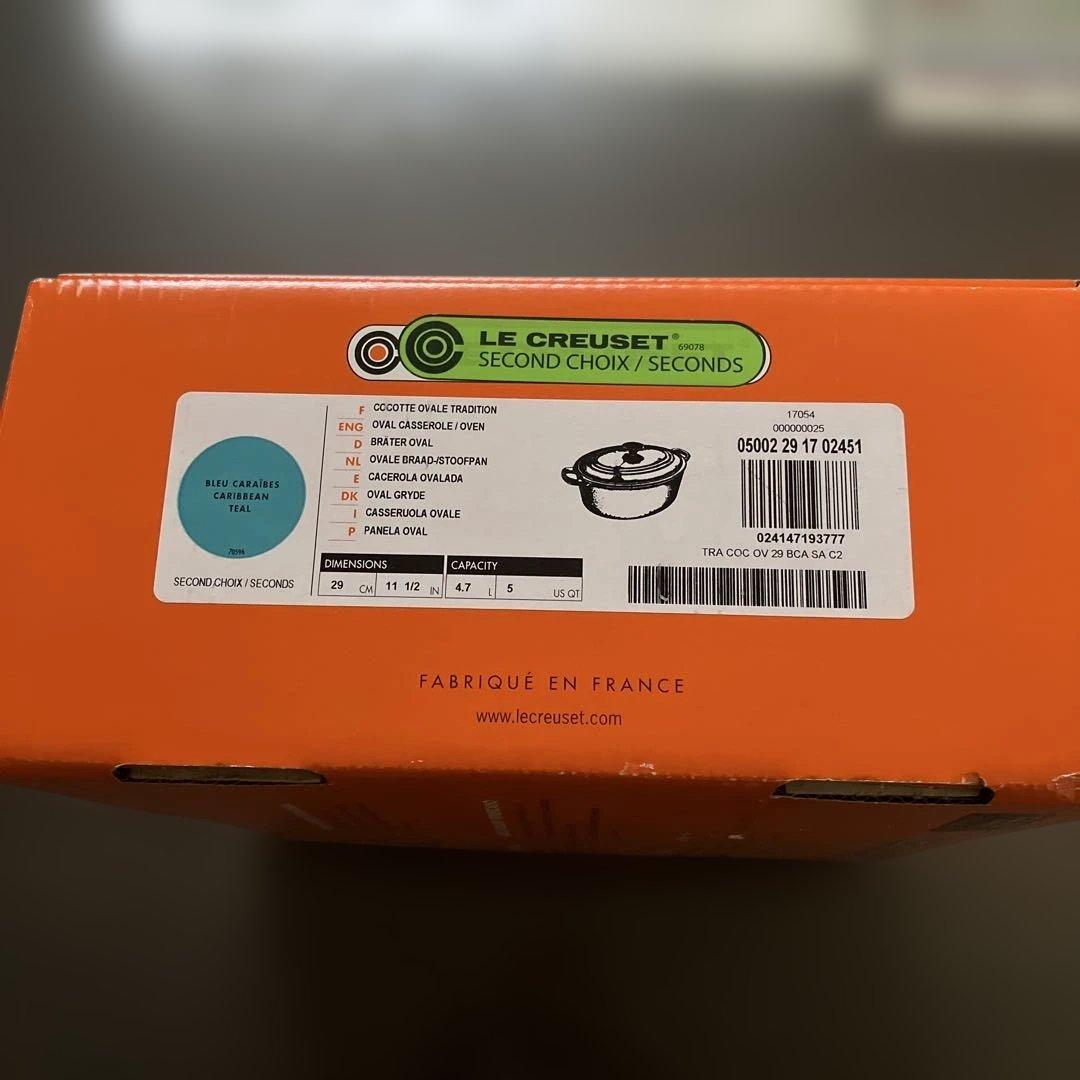 LE CREUSET® 69078
SECOND CHOIX / SECONDS
BLEU CARAÏBES
CARIBBEAN
TEAL
70596
SECOND CHOIX / SECONDS
F COCOTTE OVALE TRADITION
ENG OVAL CASSEROLE / OVEN
D BRÄTER OVAL
NL OVALE BRAAD-/STOOFPAN
E CACEROLA OVALADA
DK OVAL GRYDE
I CASSERUOLA OVALE
P PANELA OVAL
DIMENSIONS CAPACITY
29 CM 11 1/2 IN 4.7 L 5 US QT
17054
000000025
05002 29 17 02451
024147193777
TRA COC OV 29 BCA SA C2
FABRIQUÉ EN FRANCE
www.lecreuset.com